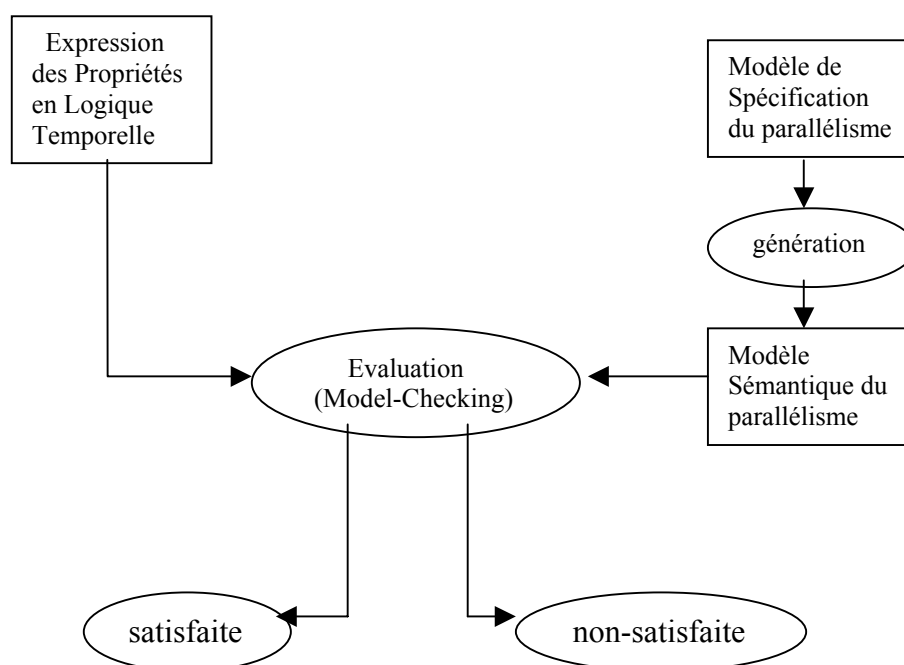 Expression
des Propriétés
en Logique
Temporelle
Modèle de
Spécification
du parallélisme
génération
Modèle
Sémantique du
parallélisme
Evaluation
(Model-Checking)
satisfaite
non-satisfaite